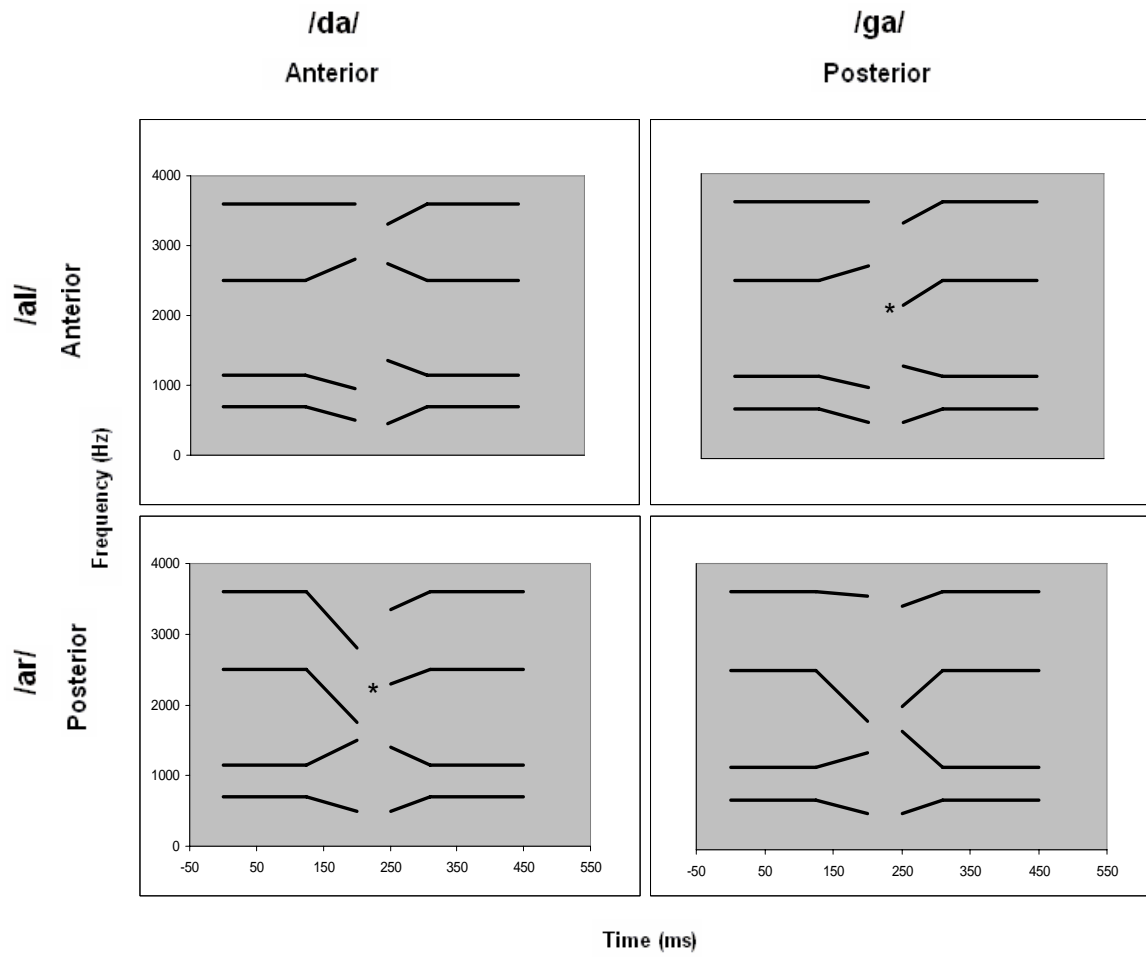 /da/
/ga/
Anterior
Posterior
/al/
Anterior
4000
3000
2000
1000
0
*
Frequency (Hz)
/ar/
Posterior
4000
3000
2000
1000
0
*
-50 50 150 250 350 450 550
-50 50 150 250 350 450 550
Time (ms)